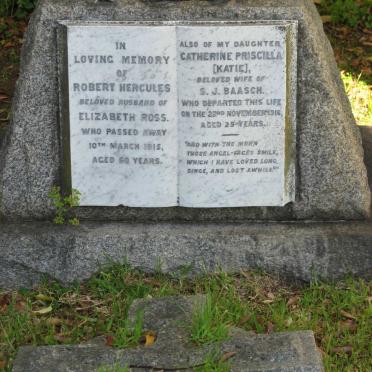 IN
LOVING MEMORY
OF
ROBERT HERCULES
BELOVED HUSBAND OF
ELIZABETH ROSS.
WHO PASSED AWAY
10TH MARCH 1915,
AGED 60 YEARS.
ALSO OF MY DAUGHTER
CATHERINE PRISCILLA
[KATIE],
BELOVED WIFE OF
S. J. BAASCH.
WHO DEPARTED THIS LIFE
ON THE 22ND NOVEMBER 1916,
AGED 25 YEARS.
"AND WITH THE MORN
THOSE ANGEL-FACES SMILE,
WHICH I HAVE LOVED LONG
SINCE, AND LOST AWHILE"